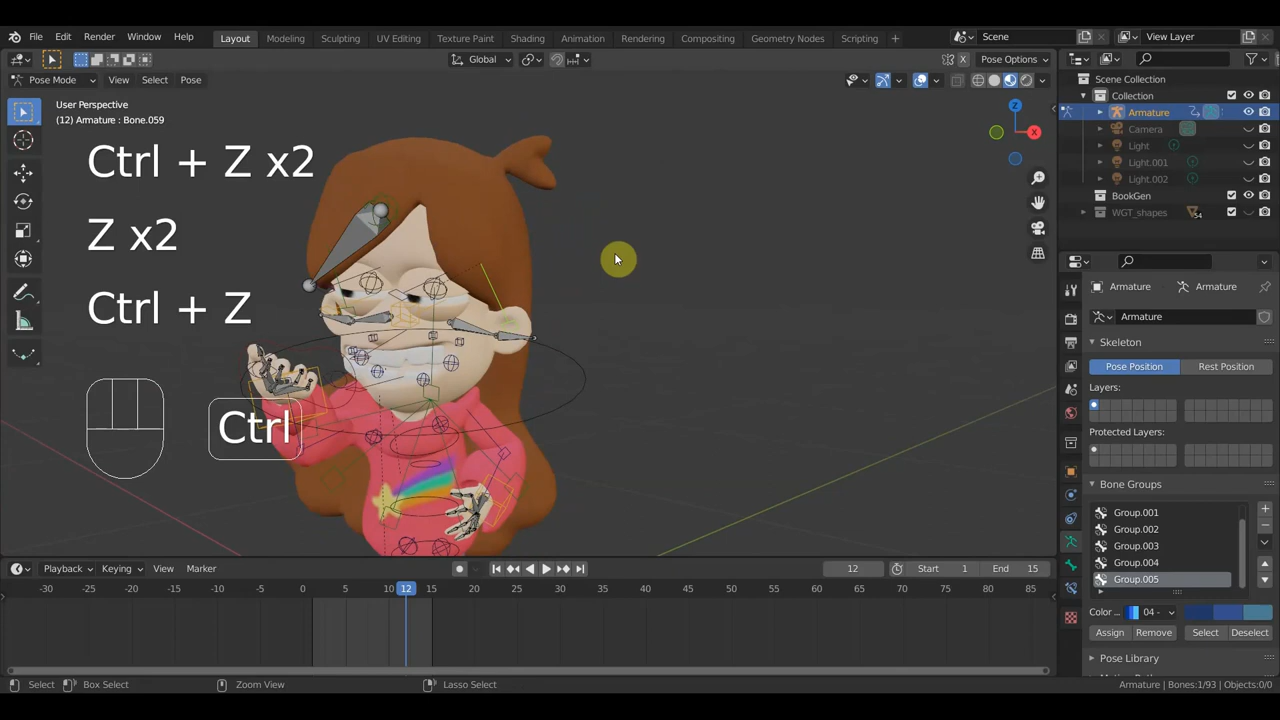 File Edit Render Window Help Layout Modeling Sculpting UV Editing Texture Paint Shading Animation Rendering Compositing Geometry Nodes Scripting + Scene View Layer
Global X Pose Options
Pose Mode View Select Pose
User Perspective
(12) Armature : Bone.059
Ctrl + Z x2
Z x2
Ctrl + Z
Ctrl
Z
X
Scene Collection
Collection
Armature
Camera
Light
Light.001
Light.002
BookGen
WGT_shapes
54
Armature Armature
Armature
Skeleton
Pose Position Rest Position
Layers:
Protected Layers:
Bone Groups
Group.001
Group.002
Group.003
Group.004
Group.005
Color... 04 -
Assign Remove Select Deselect
Pose Library
Playback Keying View Marker 12 Start 1 End 15
-30 -25 -20 -15 -10 -5 0 5 10 12 15 20 25 30 35 40 45 50 55 60 65 70 75 80 85
Select Box Select Zoom View Lasso Select Armature | Bones:1/93 | Objects:0/0